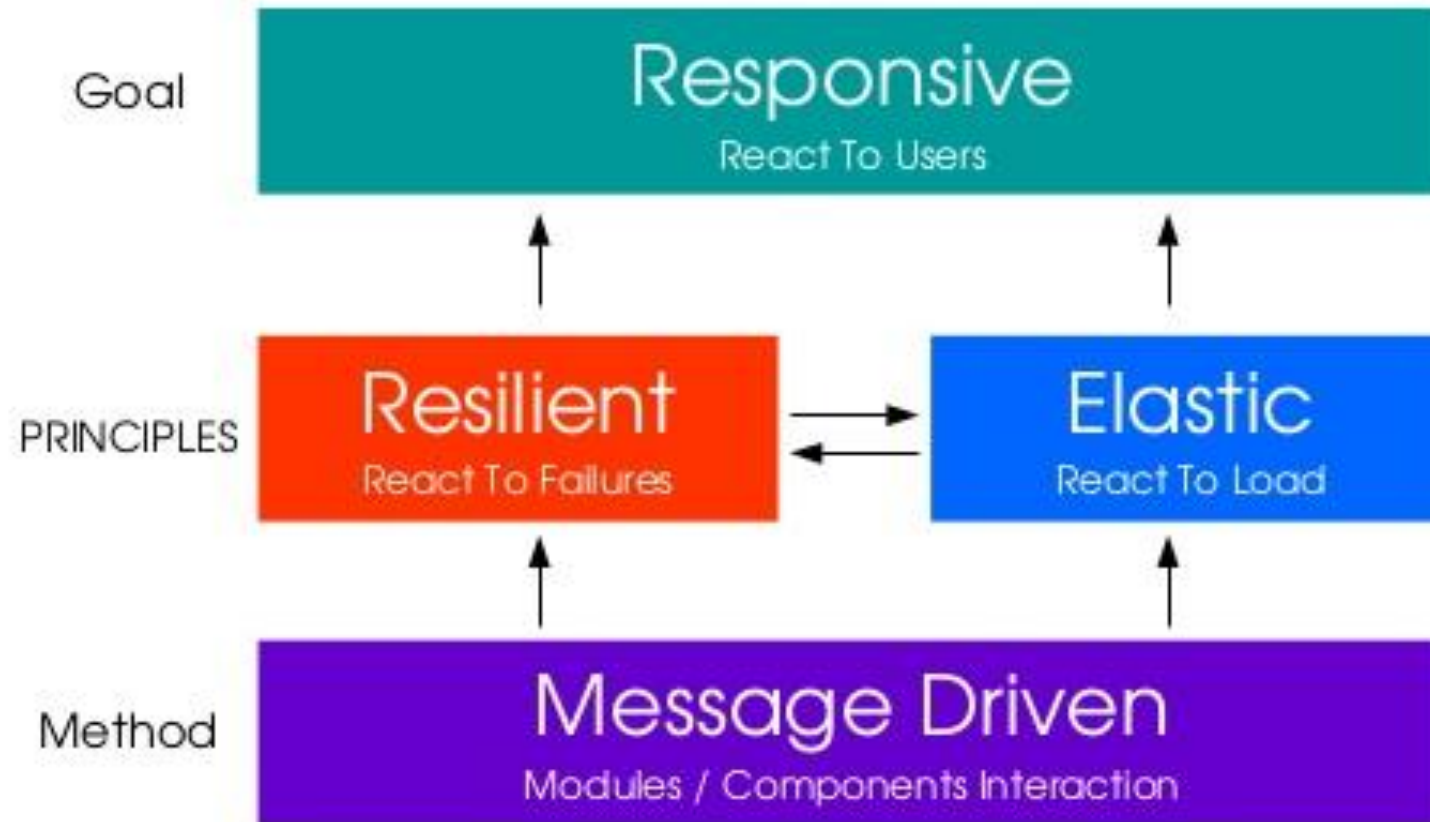 Goal
Responsive
React To Users
PRINCIPLES
Resilient
React To Failures
Elastic
React To Load
Method
Message Driven
Modules / Components Interaction